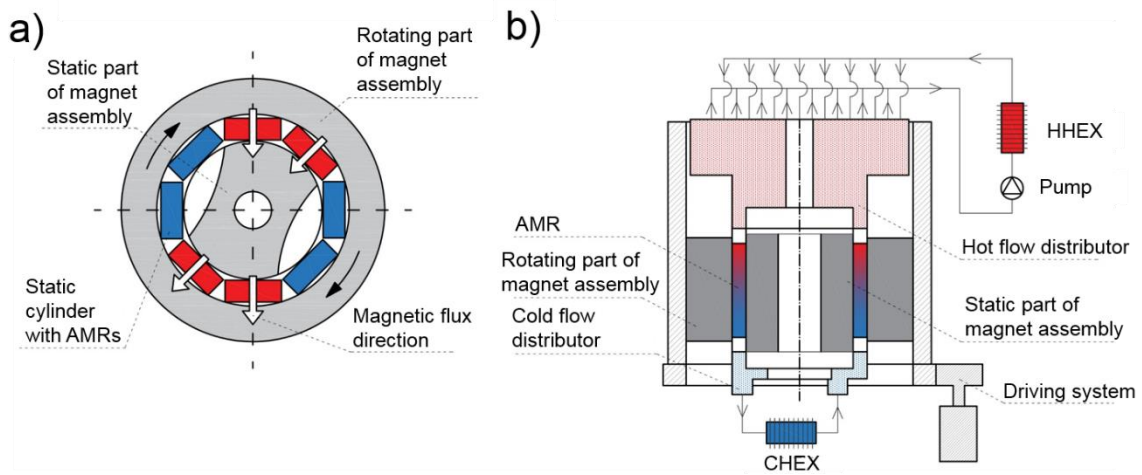 a)
Static part
of magnet
assembly
Rotating part
of magnet
assembly
Static
cylinder
with AMRs
Magnetic flux
direction
b)
HHEX
Pump
AMR
Rotating part of
magnet assembly
Cold flow
distributor
Hot flow distributor
Static part of
magnet assembly
Driving system
CHEX